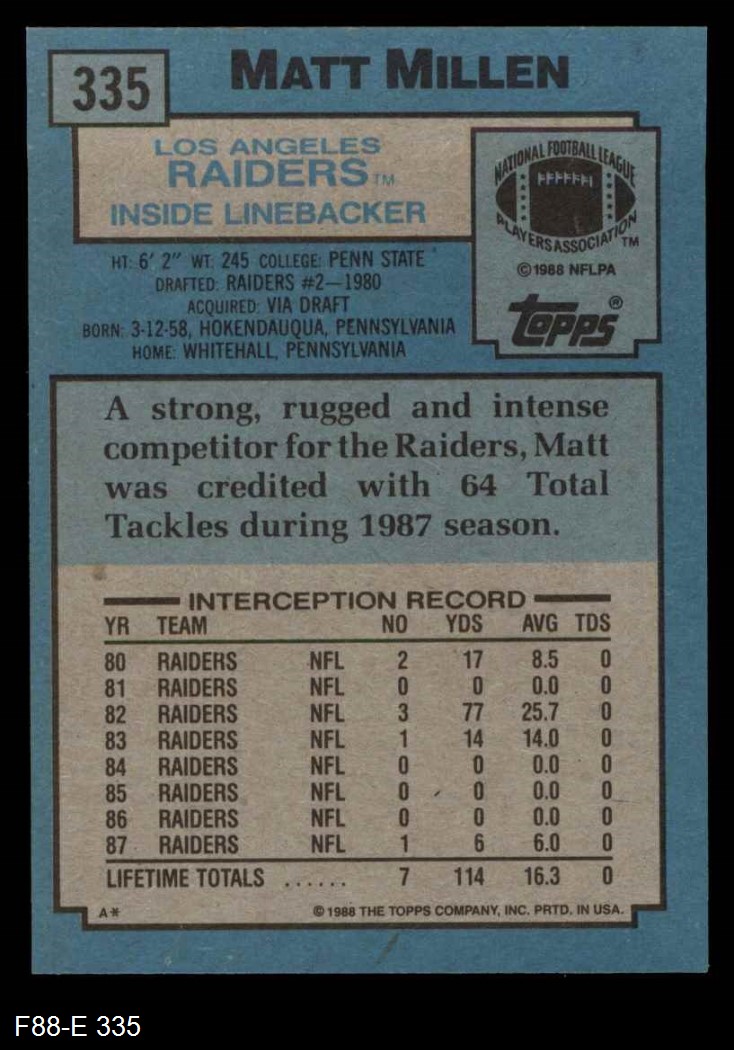 335
MATT MILLEN
LOS ANGELES
RAIDERS™
INSIDE LINEBACKER
NATIONAL FOOTBALL LEAGUE
PLAYERS ASSOCIATION™
©1988 NFLPA
topps®
HT: 6' 2" WT: 245 COLLEGE: PENN STATE
DRAFTED: RAIDERS #2—1980
ACQUIRED: VIA DRAFT
BORN: 3-12-58, HOKENDAUQUA, PENNSYLVANIA
HOME: WHITEHALL, PENNSYLVANIA
A strong, rugged and intense
competitor for the Raiders, Matt
was credited with 64 Total
Tackles during 1987 season.
INTERCEPTION RECORD
YR TEAM NO YDS AVG TDS
80 RAIDERS NFL 2 17 8.5 0
81 RAIDERS NFL 0 0 0.0 0
82 RAIDERS NFL 3 77 25.7 0
83 RAIDERS NFL 1 14 14.0 0
84 RAIDERS NFL 0 0 0.0 0
85 RAIDERS NFL 0 0 0.0 0
86 RAIDERS NFL 0 0 0.0 0
87 RAIDERS NFL 1 6 6.0 0
LIFETIME TOTALS ...... 7 114 16.3 0
A* ©1988 THE TOPPS COMPANY, INC. PRTD. IN USA.
F88-E 335